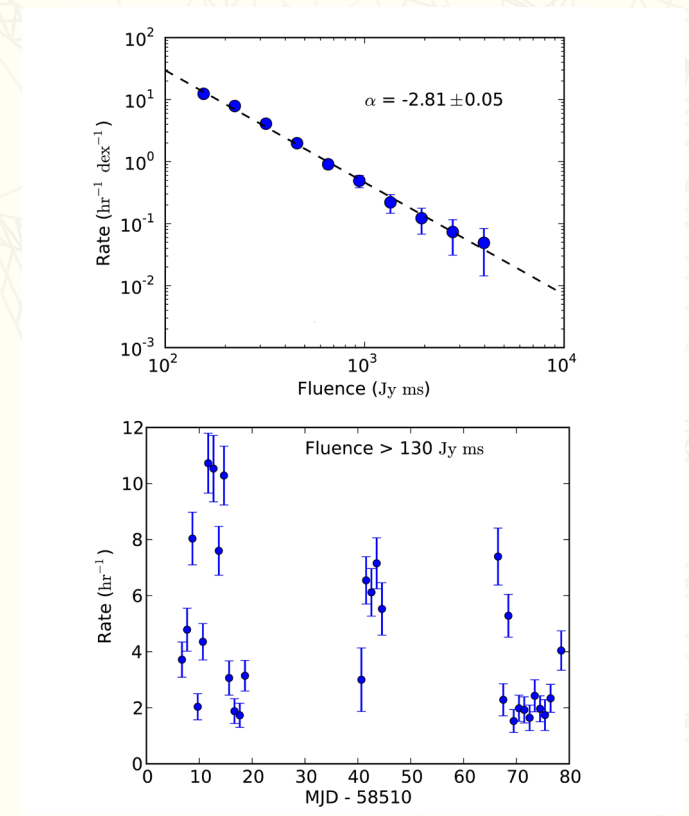 10²
10¹
10⁰
10⁻¹
10⁻²
10⁻³
α = -2.81±0.05
Rate (hr⁻¹ dex⁻¹)
10² 10³ 10⁴
Fluence (Jy ms)
12
10
8
6
4
2
0
Fluence > 130 Jy ms
Rate (hr⁻¹)
0 10 20 30 40 50 60 70 80
MJD - 58510